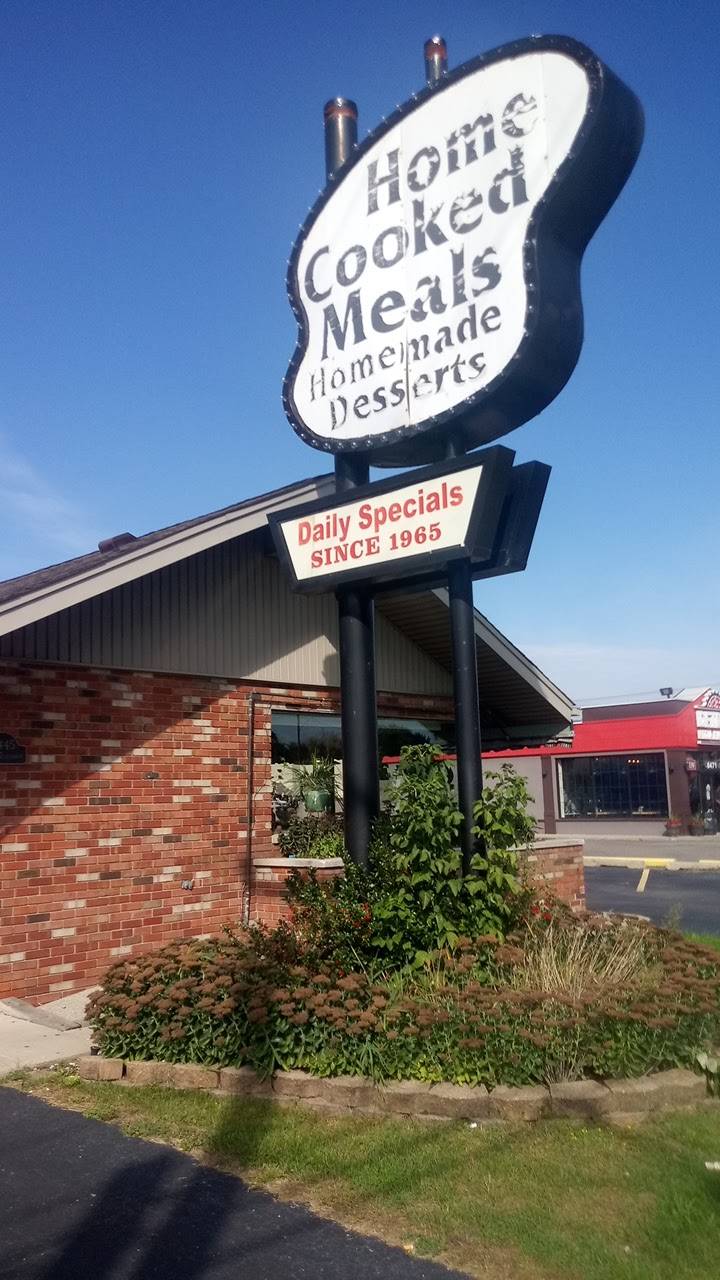 Home
Cooked
Meals
Homemade
Desserts
Daily Specials
SINCE 1965